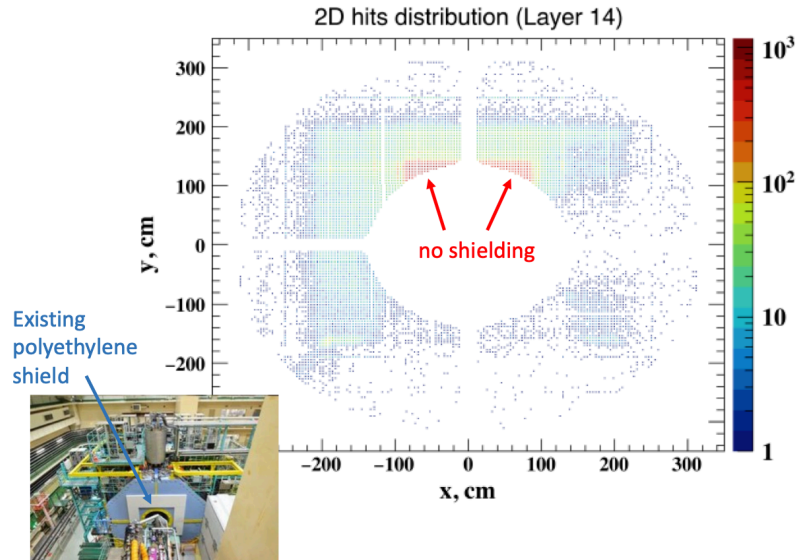 2D hits distribution (Layer 14)
300
200
100
0
−100
−200
y, cm
−200
−100
0
100
200
300
x, cm
10³
10²
10
1
no shielding
Existing
polyethylene
shield